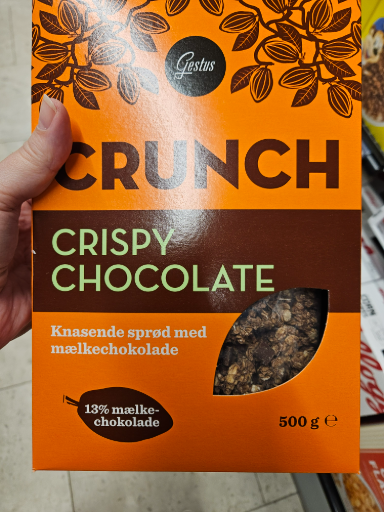 Gestus
CRUNCH
CRISPY
CHOCOLATE
Knasende sprød med
mælkechokolade
13% mælke-
chokolade
500 g ℮